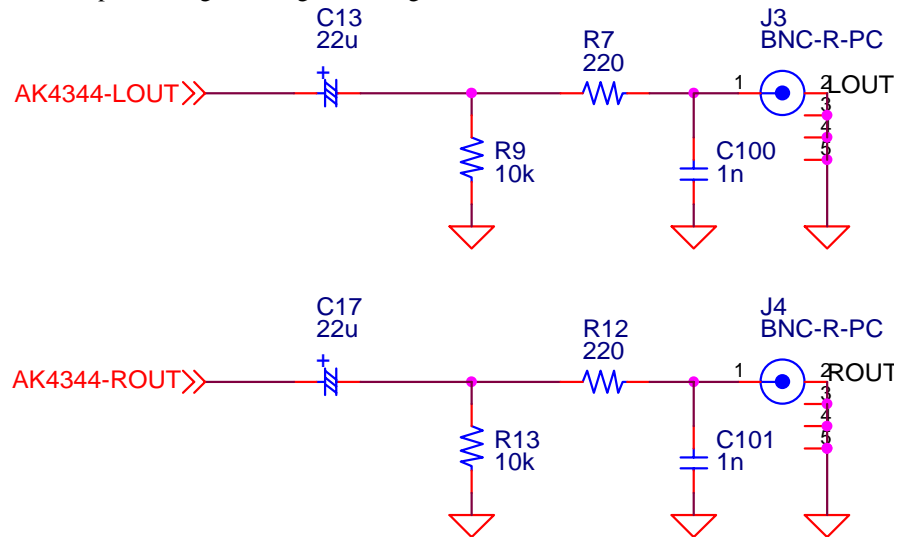 C13
22u
R7
220
J3
BNC-R-PC
+
AK4344-LOUT
1
2
LOUT
3
4
5
R9
10k
C100
1n
C17
22u
R12
220
J4
BNC-R-PC
+
AK4344-ROUT
1
2
ROUT
3
4
5
R13
10k
C101
1n